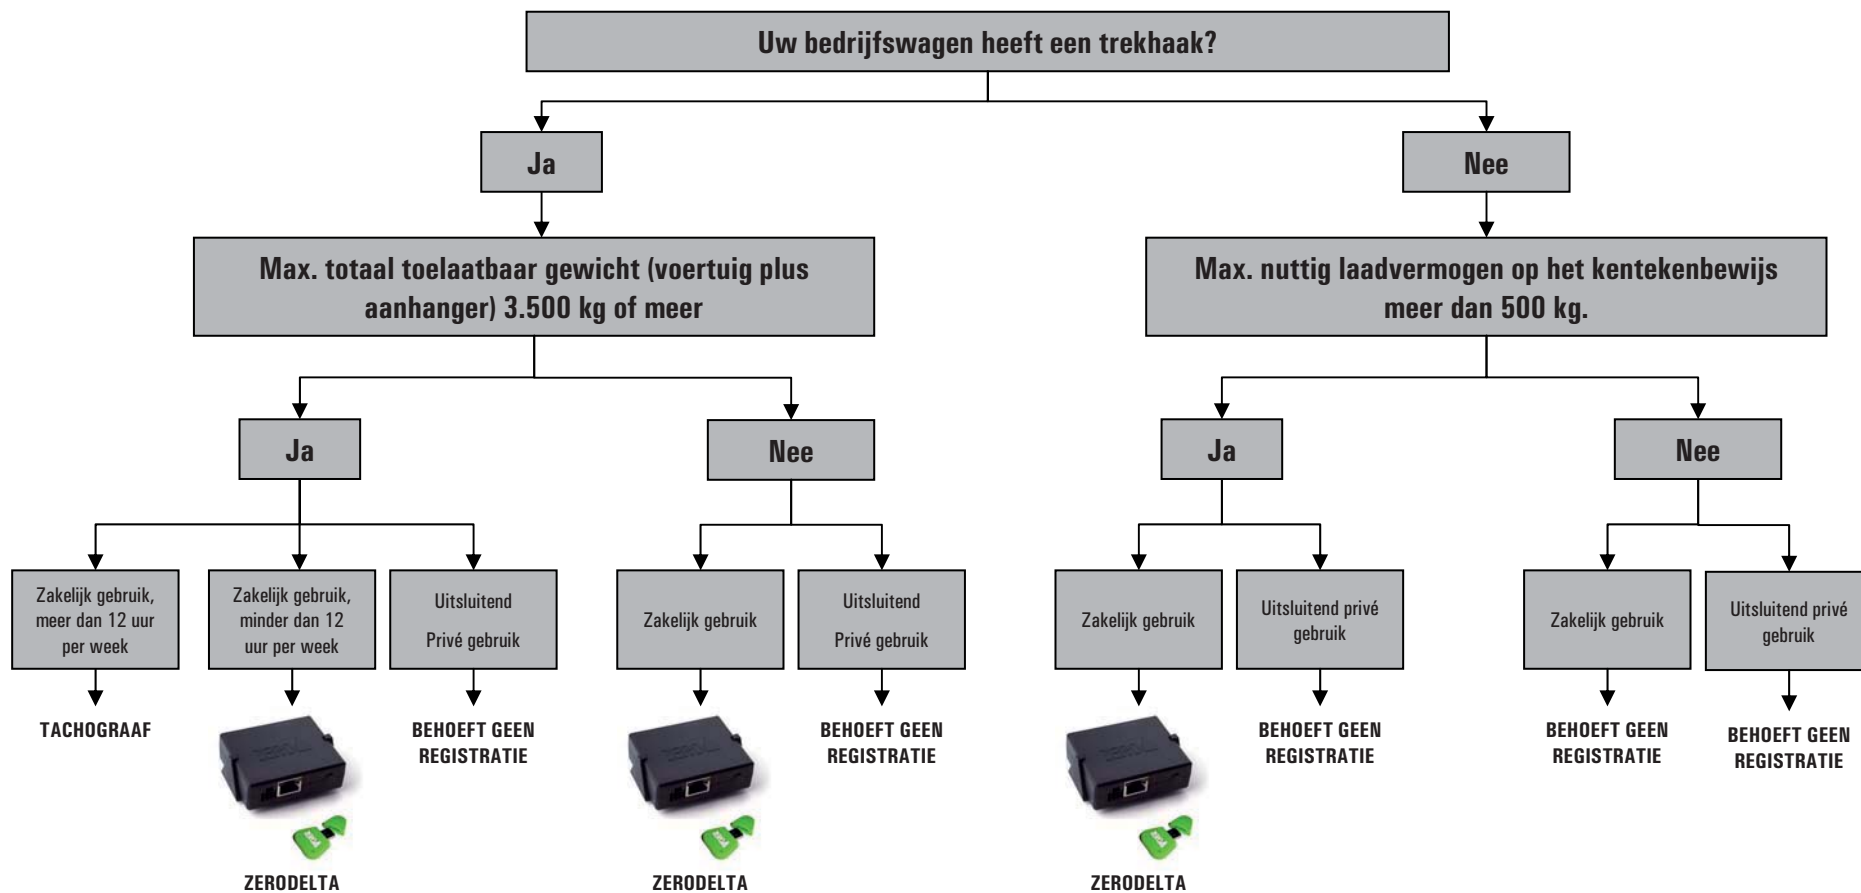 Uw bedrijfswagen heeft een trekhaak?
Ja
Nee
Max. totaal toelaatbaar gewicht (voertuig plus
aanhanger) 3.500 kg of meer
Max. nuttig laadvermogen op het kentekenbewijs
meer dan 500 kg.
Ja
Nee
Ja
Nee
Zakelijk gebruik,
meer dan 12 uur
per week
Zakelijk gebruik,
minder dan 12
uur per week
Uitsluitend
Privé gebruik
Zakelijk gebruik
Uitsluitend
Privé gebruik
Zakelijk gebruik
Uitsluitend privé
gebruik
Zakelijk gebruik
Uitsluitend privé
gebruik
TACHOGRAAF
BEHOEFT GEEN
REGISTRATIE
BEHOEFT GEEN
REGISTRATIE
BEHOEFT GEEN
REGISTRATIE
BEHOEFT GEEN
REGISTRATIE
BEHOEFT GEEN
REGISTRATIE
ZERODELTA
ZERODELTA
ZERODELTA